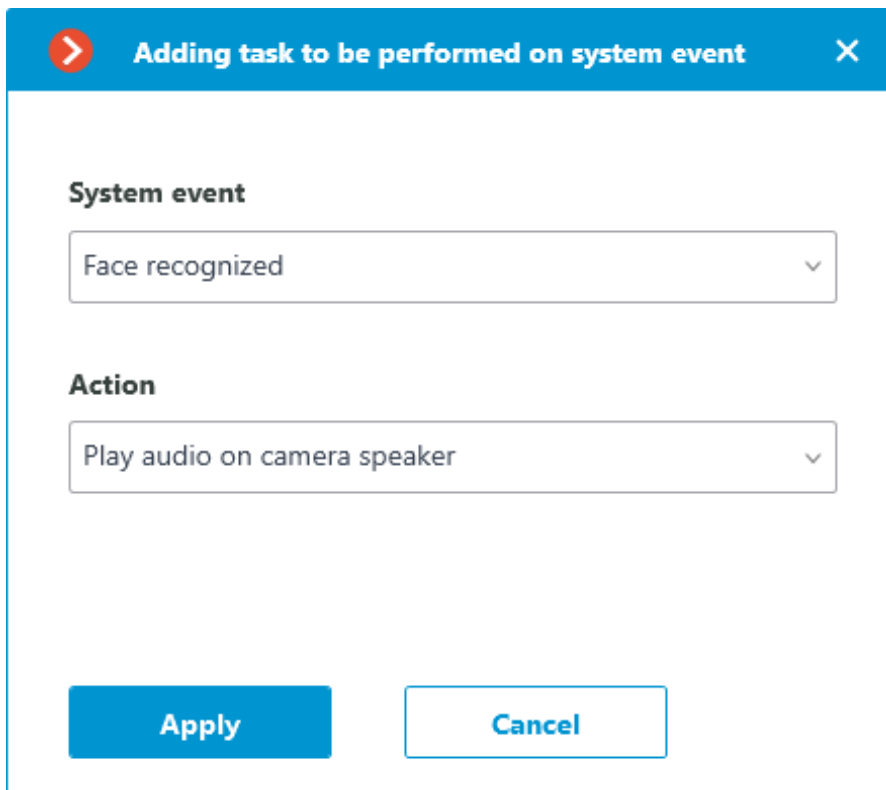 Adding task to be performed on system event
System event
Face recognized
Action
Play audio on camera speaker
Apply
Cancel